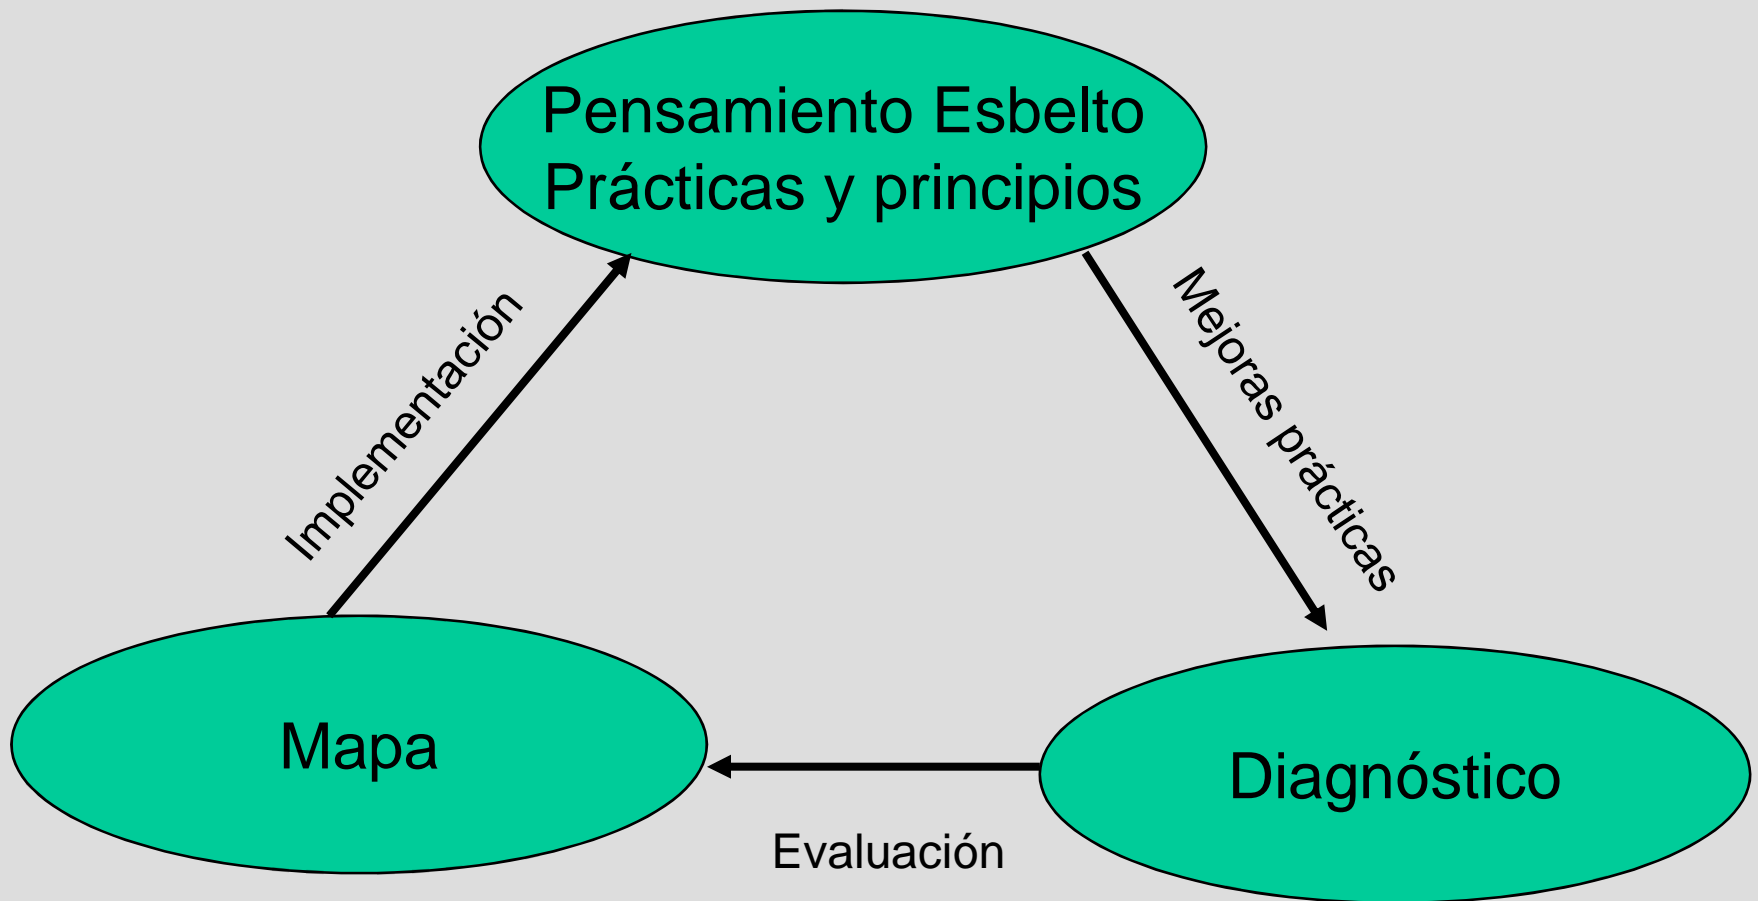 Pensamiento Esbelto
Prácticas y principios
Implementación
Mejoras prácticas
Mapa
Diagnóstico
Evaluación